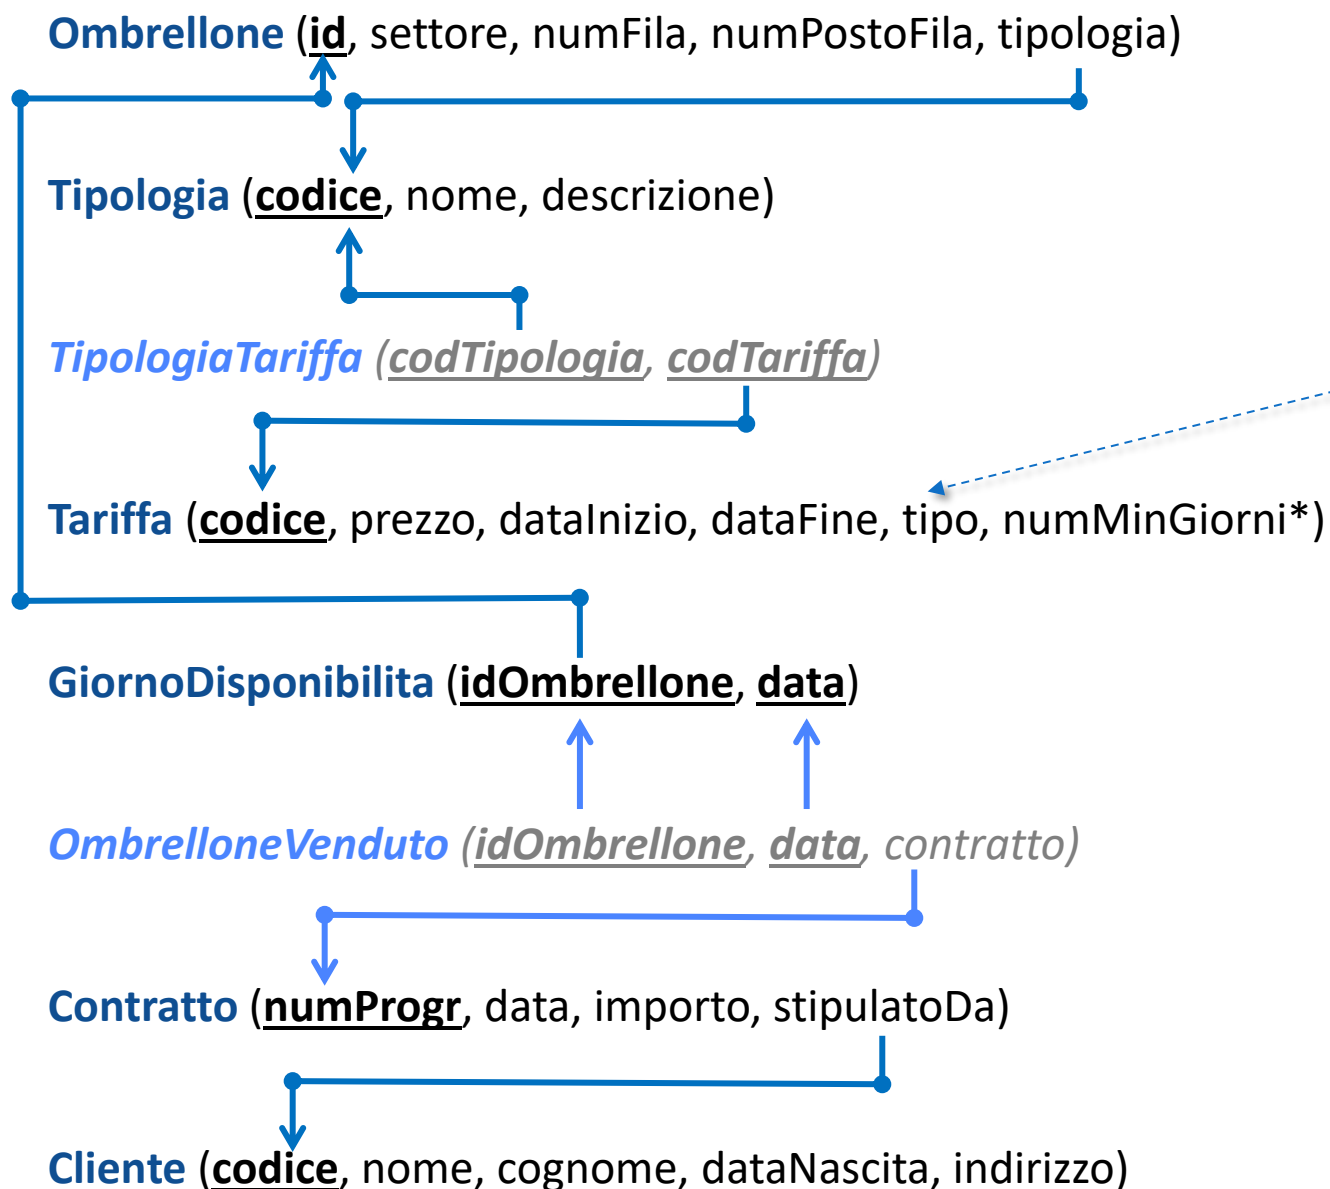 Ombrellone (id, settore, numFila, numPostoFila, tipologia)
Tipologia (codice, nome, descrizione)
TipologiaTariffa (codTipologia, codTariffa)
Tariffa (codice, prezzo, dataInizio, dataFine, tipo, numMinGiorni*)
GiornoDisponibilita (idOmbrellone, data)
OmbrelloneVenduto (idOmbrellone, data, contratto)
Contratto (numProgr, data, importo, stipulatoDa)
Cliente (codice, nome, cognome, dataNascita, indirizzo)